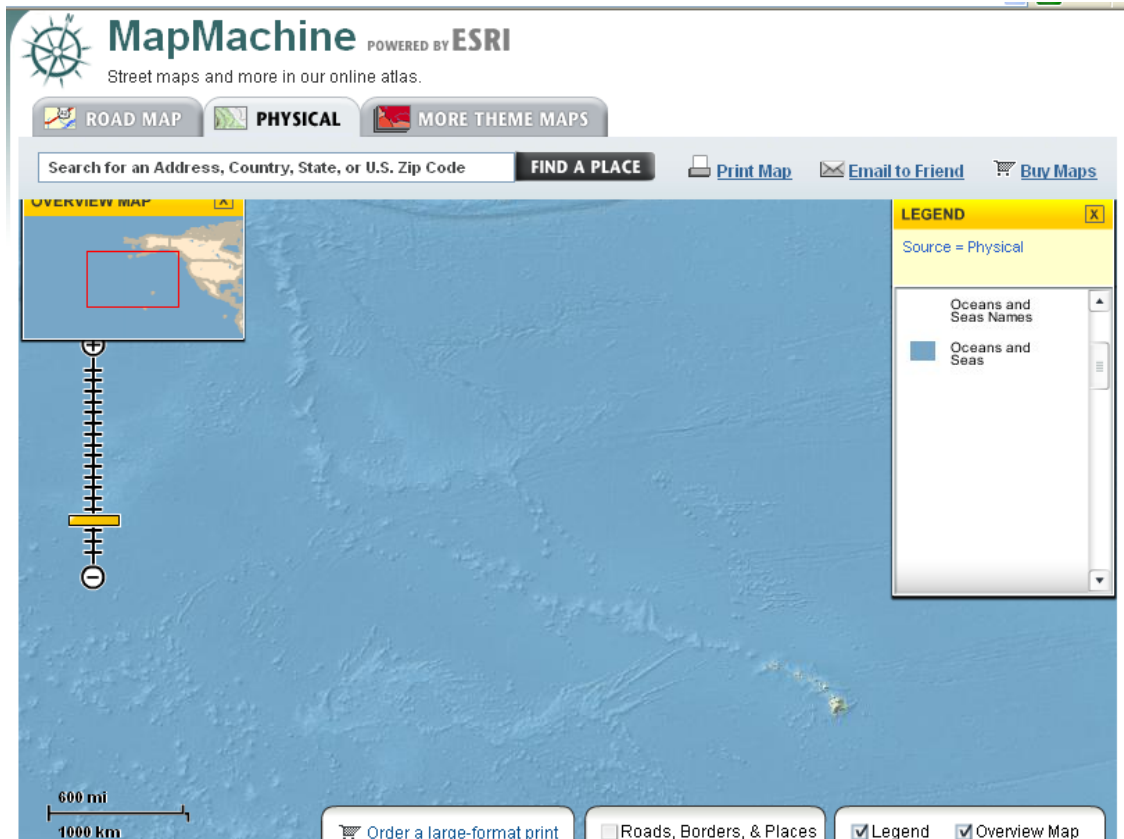 MapMachine POWERED BY ESRI
Street maps and more in our online atlas.
ROAD MAP PHYSICAL MORE THEME MAPS
Search for an Address, Country, State, or U.S. Zip Code FIND A PLACE Print Map Email to Friend Buy Maps
OVERVIEW MAP X
LEGEND X
Source = Physical
Oceans and
Seas Names
Oceans and
Seas
600 mi
1000 km
Order a large-format print Roads, Borders, & Places Legend Overview Map